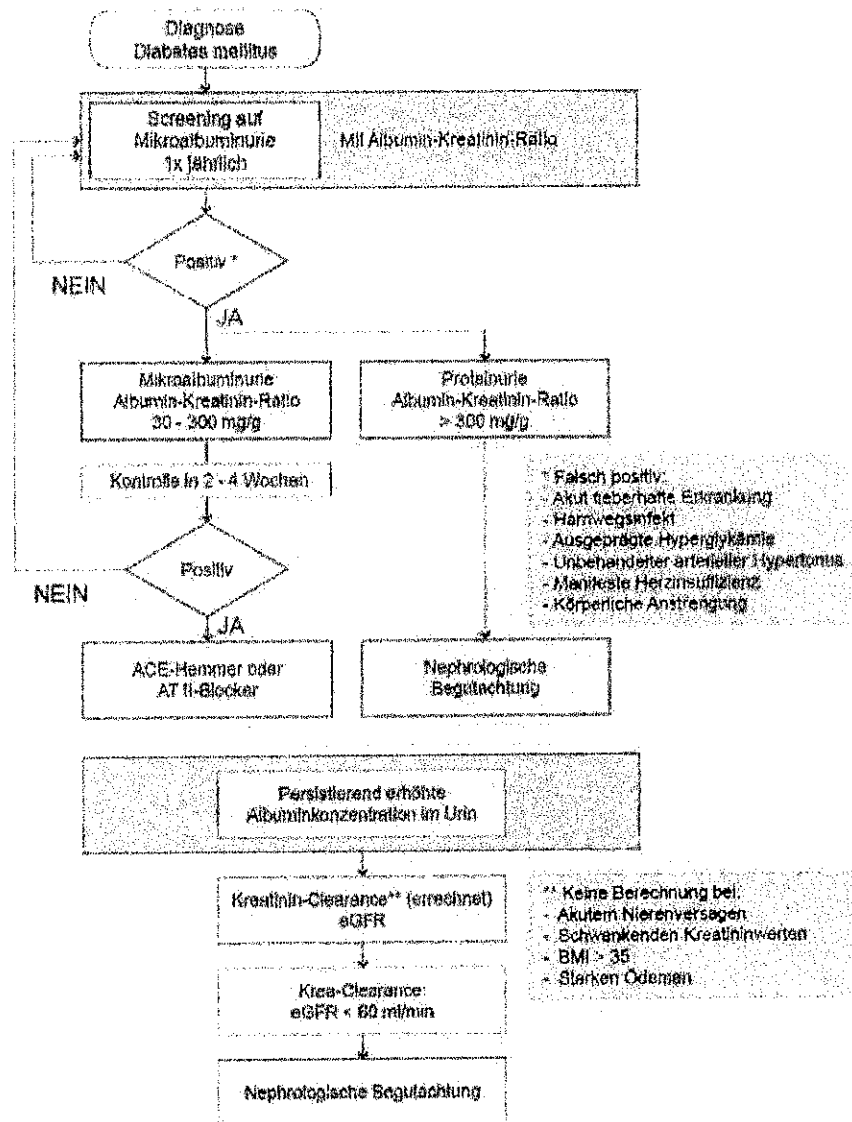 Diagnose
Diabetes mellitus
Screening auf
Mikroalbuminurie
1x jährlich
Mit Albumin-Kreatinin-Ratio
Positiv *
NEIN
JA
Mikroalbuminurie
Albumin-Kreatinin-Ratio
30 - 300 mg/g
Proteinurie
Albumin-Kreatinin-Ratio
> 300 mg/g
Kontrolle in 2 - 4 Wochen
* Falsch positiv:
- Akut fieberhafte Erkrankung
- Harnwegsinfekt
- Ausgeprägte Hyperglykämie
- Unbehandelter arterieller Hypertonus
- Manifeste Herzinsuffizienz
- Körperliche Anstrengung
Positiv
NEIN
JA
ACE-Hemmer oder
AT II-Blocker
Nephrologische
Begutachtung
Persistierend erhöhte
Albuminkonzentration im Urin
Kreatinin-Clearance** (errechnet)
eGFR
** Keine Berechnung bei:
- Akutem Nierenversagen
- Schwankenden Kreatininwerten
- BMI > 35
- Starken Ödemen
Krea-Clearance:
eGFR < 60 ml/min
Nephrologische Begutachtung